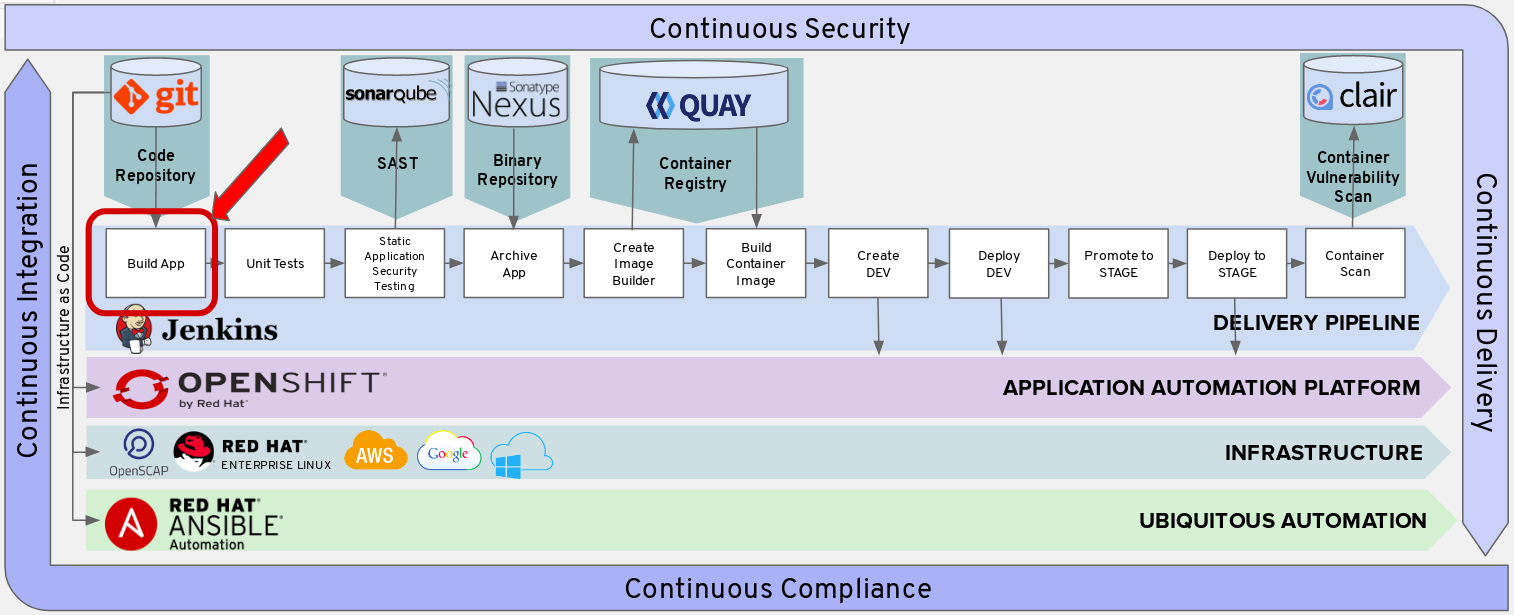 Continuous Security
git
Code
Repository
sonarqube
SAST
Sonatype
Nexus
Binary
Repository
QUAY
Container
Registry
clair
Container
Vulnerability
Scan
Continuous Integration
Infrastructure as Code
Build App
Unit Tests
Static
Application
Security
Testing
Archive
App
Create
Image
Builder
Build
Container
Image
Create
DEV
Deploy
DEV
Promote to
STAGE
Deploy to
STAGE
Container
Scan
Jenkins
DELIVERY PIPELINE
OPENSHIFT
by Red Hat
APPLICATION AUTOMATION PLATFORM
OpenSCAP
RED HAT
ENTERPRISE LINUX
AWS
Google
INFRASTRUCTURE
A
RED HAT
ANSIBLE
Automation
UBIQUITOUS AUTOMATION
Continuous Delivery
Continuous Compliance